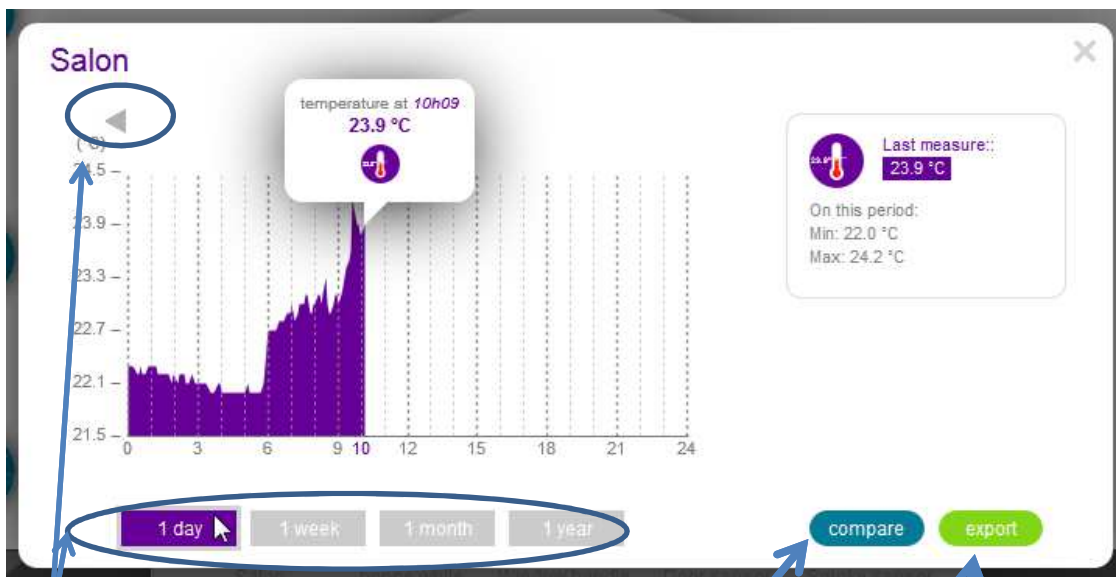 Salon
temperature at 10h09
23.9 °C
Last measure::
23.9 °C
On this period:
Min: 22.0 °C
Max: 24.2 °C
24.5
23.9
23.3
22.7
22.1
21.5
0 3 6 9 10 12 15 18 21 24
1 day 1 week 1 month 1 year
compare export